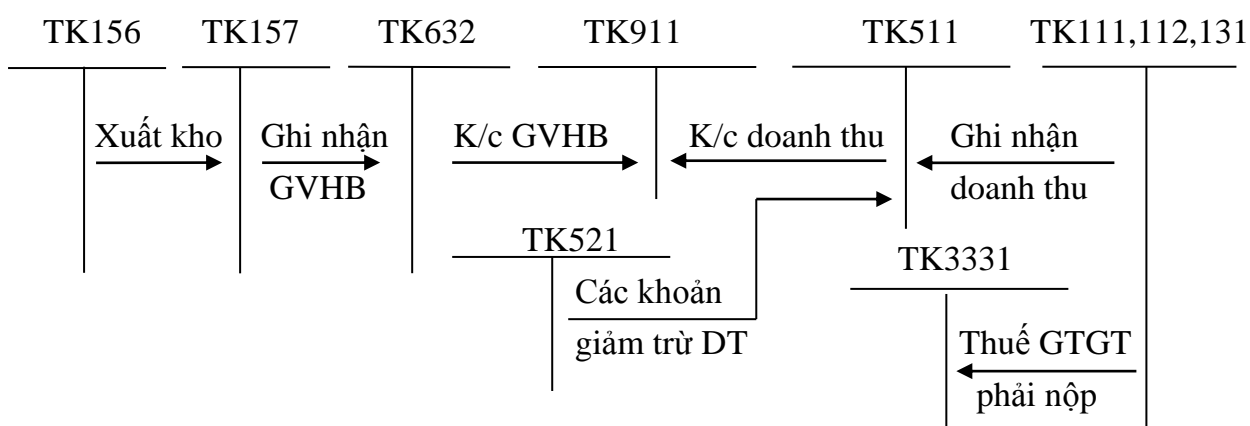 TK156 TK157 TK632 TK911 TK511 TK111,112,131
Xuất kho Ghi nhận K/c GVHB K/c doanh thu Ghi nhận
GVHB doanh thu
TK521
TK3331
Các khoản
giảm trừ DT Thuế GTGT
phải nộp